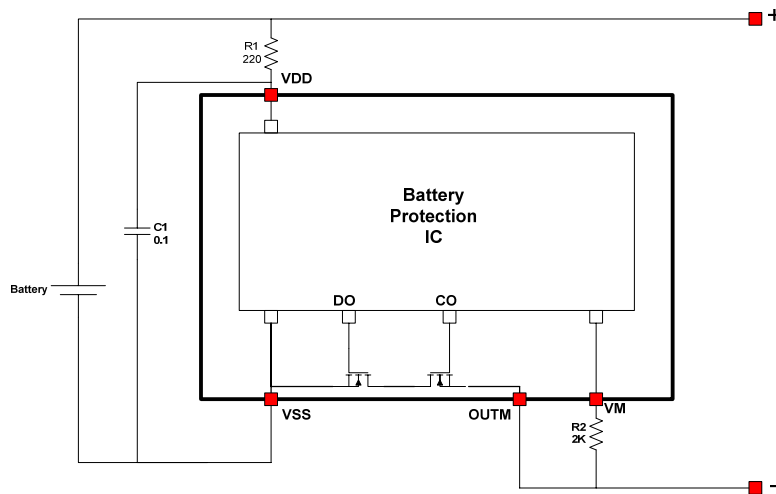 +
R1
220
VDD
Battery
Protection
IC
C1
0.1
Battery
DO
CO
VSS
OUTM
VM
R2
2K
-